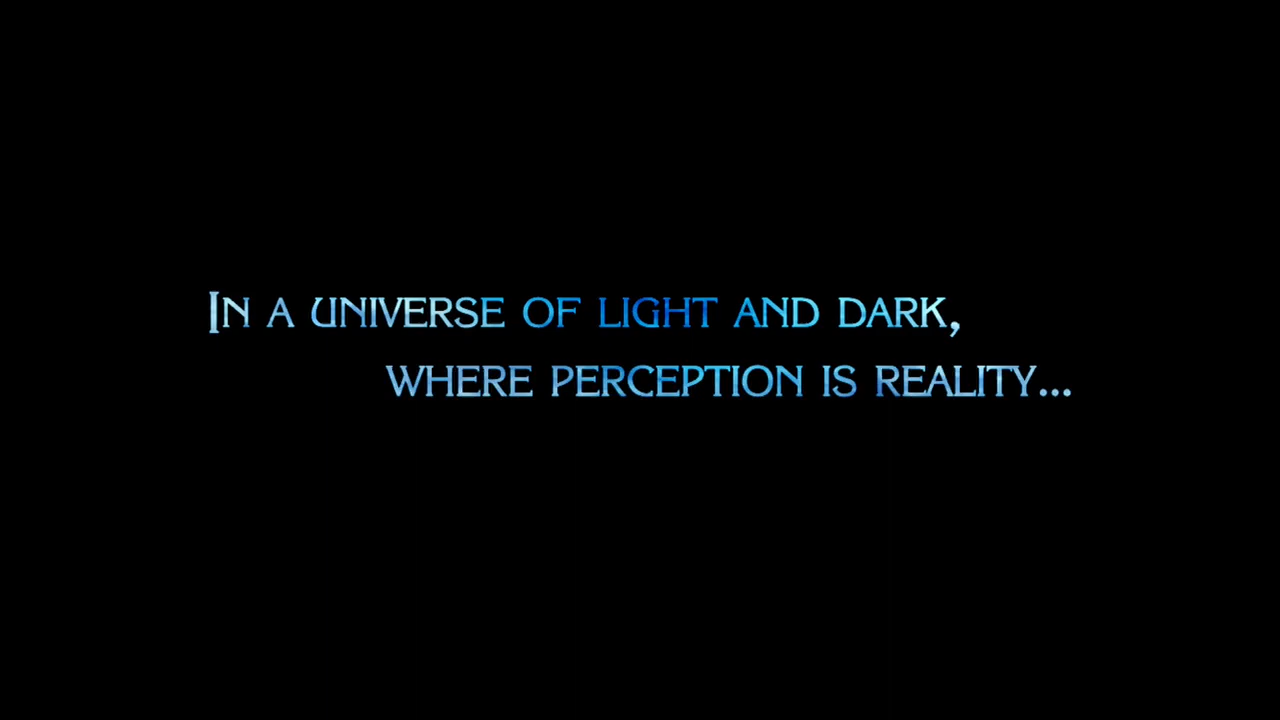 In a universe of light and dark,
where perception is reality...